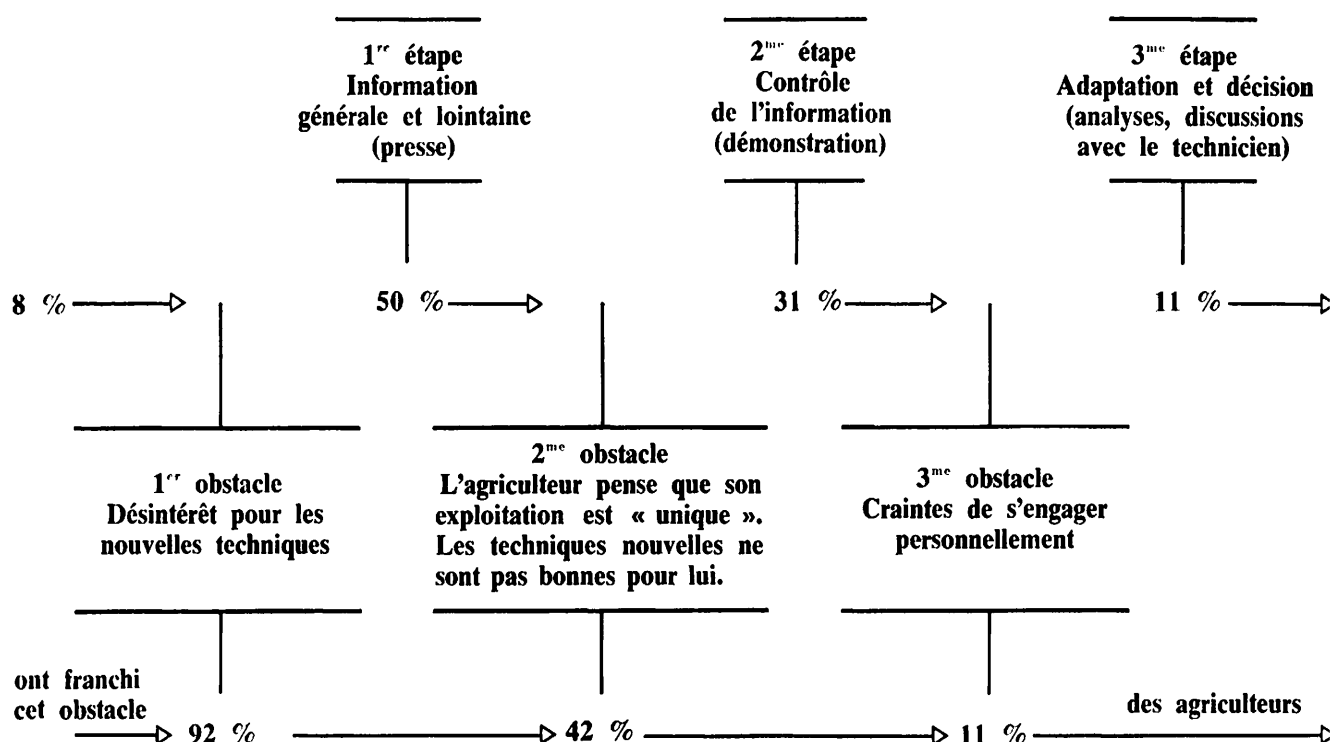 1re étape
Information
générale et lointaine
(presse)
2me étape
Contrôle
de l'information
(démonstration)
3me étape
Adaptation et décision
(analyses, discussions
avec le technicien)
8 %
50 %
31 %
11 %
1er obstacle
Désintérêt pour les
nouvelles techniques
2me obstacle
L'agriculteur pense que son
exploitation est « unique ».
Les techniques nouvelles ne
sont pas bonnes pour lui.
3me obstacle
Craintes de s'engager
personnellement
ont franchi
cet obstacle
92 %
42 %
11 %
des agriculteurs